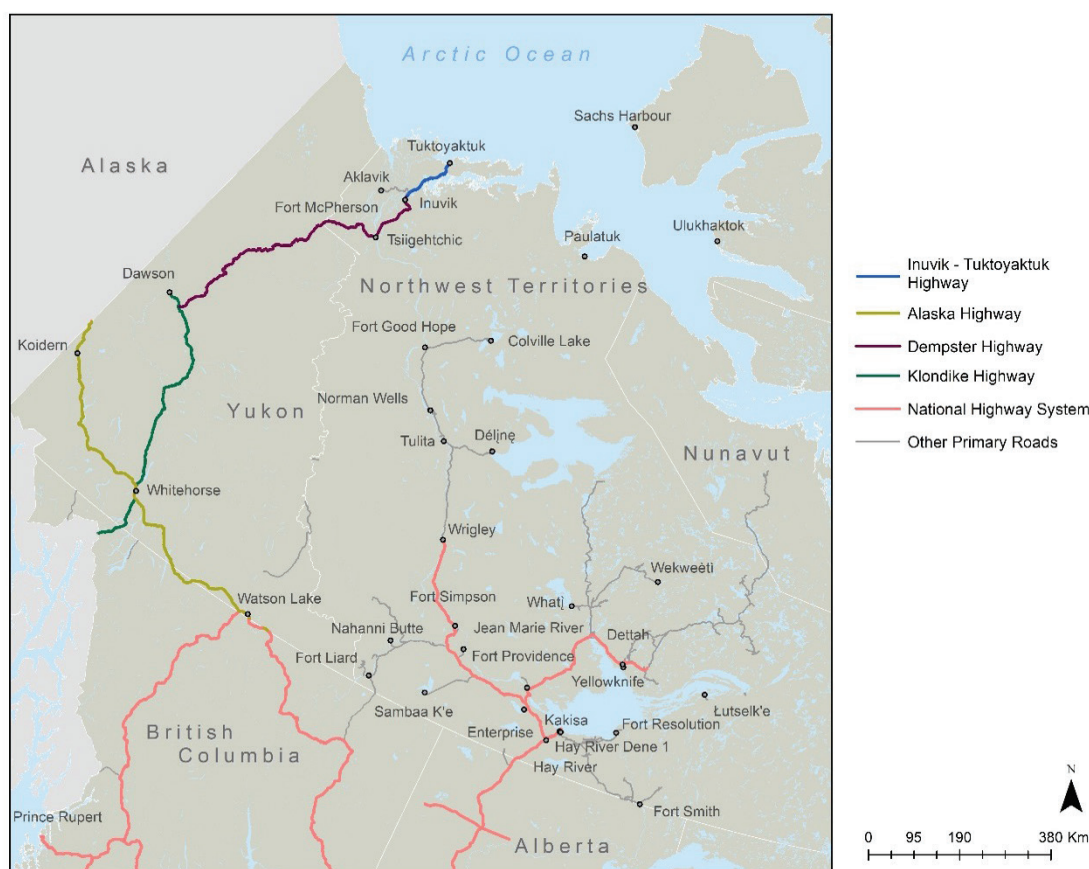 Arctic Ocean
Sachs Harbour
Alaska
Tuktoyaktuk
Aklavik
Fort McPherson
Inuvik
Tsiigehtchic
Ulukhaktok
Paulatuk
Dawson
Northwest Territories
Fort Good Hope
Colville Lake
Koidern
Norman Wells
Yukon
Tulita
Délįnę
Nunavut
Whitehorse
Wrigley
Wekweètì
Whatì
Fort Simpson
Watson Lake
Jean Marie River
Nahanni Butte
Dettah
Fort Liard
Fort Providence
Yellowknife
Sambaa K'e
Łutselk'e
British
Columbia
Enterprise
Kakisa
Fort Resolution
Hay River Dene 1
Hay River
Prince Rupert
Fort Smith
Alberta
Inuvik - Tuktoyaktuk
Highway
Alaska Highway
Dempster Highway
Klondike Highway
National Highway System
Other Primary Roads
N
0 95 190 380 Km